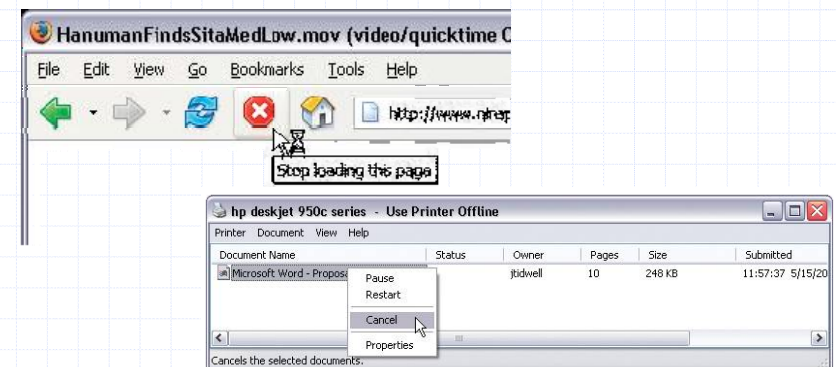 HanumanFindsSitaMedLow.mov (video/quicktime
File Edit View Go Bookmarks Tools Help
Stop loading this page
hp deskjet 950c series - Use Printer Offline
Printer Document View Help
Document Name Status Owner Pages Size Submitted
Microsoft Word - Propos jtidwell 10 248 KB 11:57:37 5/15/20
Pause
Restart
Cancel
Properties
Cancels the selected documents.